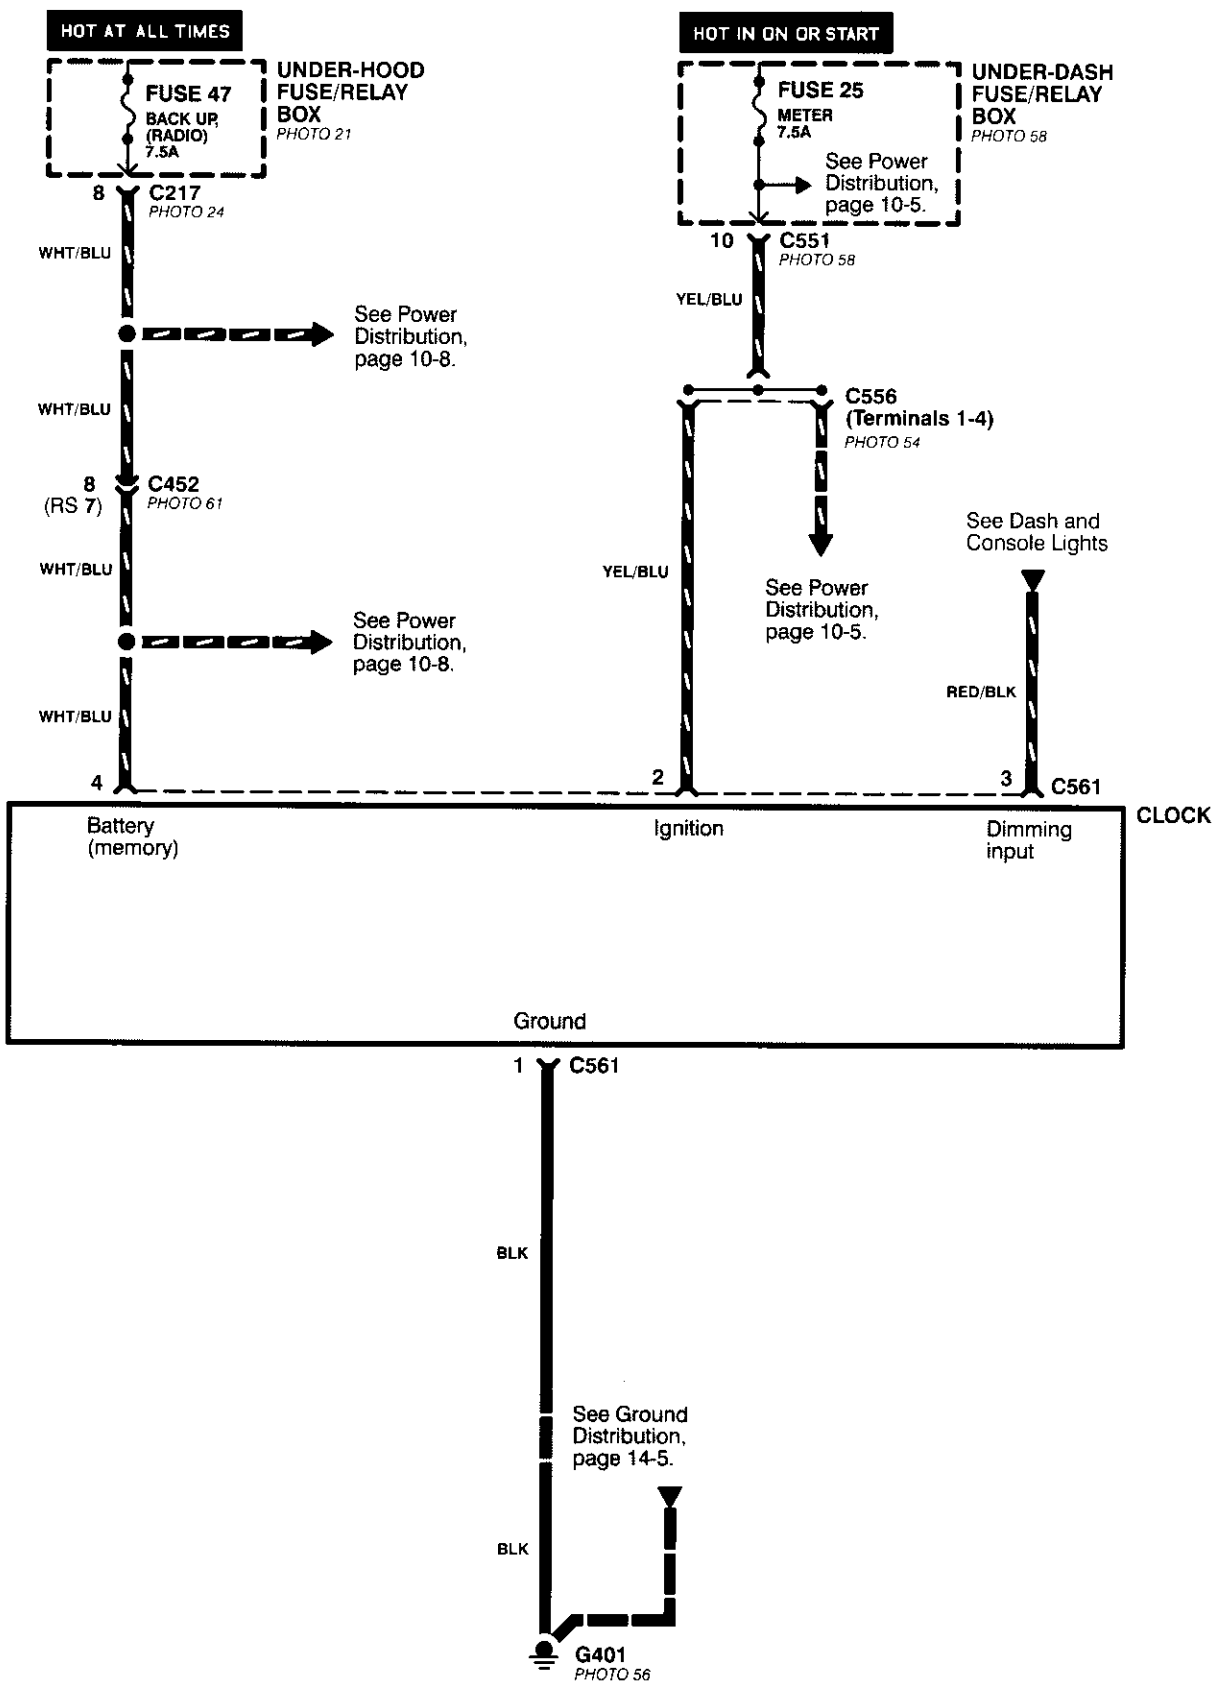 HOT AT ALL TIMES
UNDER-HOOD
FUSE/RELAY
BOX
PHOTO 21
FUSE 47
BACK UP,
(RADIO)
7.5A
8
C217
PHOTO 24
WHT/BLU
See Power
Distribution,
page 10-8.
WHT/BLU
8
(RS 7)
C452
PHOTO 61
WHT/BLU
See Power
Distribution,
page 10-8.
WHT/BLU
4
HOT IN ON OR START
UNDER-DASH
FUSE/RELAY
BOX
PHOTO 58
FUSE 25
METER
7.5A
See Power
Distribution,
page 10-5.
10
C551
PHOTO 58
YEL/BLU
C556
(Terminals 1-4)
PHOTO 54
YEL/BLU
See Power
Distribution,
page 10-5.
2
See Dash and
Console Lights
RED/BLK
3
C561
CLOCK
Battery
(memory)
Ignition
Dimming
input
Ground
1
C561
BLK
See Ground
Distribution,
page 14-5.
BLK
G401
PHOTO 56